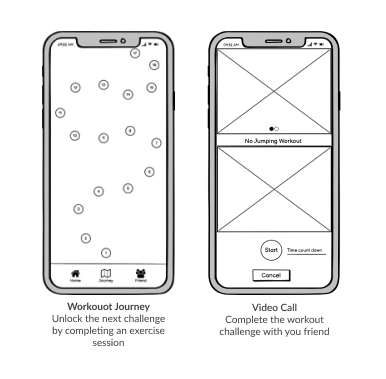 09:52 AM
17
16
13
12
15
14
11
10
9
8
7
6
5
4
3
2
1
Home
Journey
Friend
Workouot Journey
Unlock the next challenge
by completing an exercise
session
09:52 AM
No Jumping Workout
Start
Time count down
Cancel
Video Call
Complete the workout
challenge with you friend